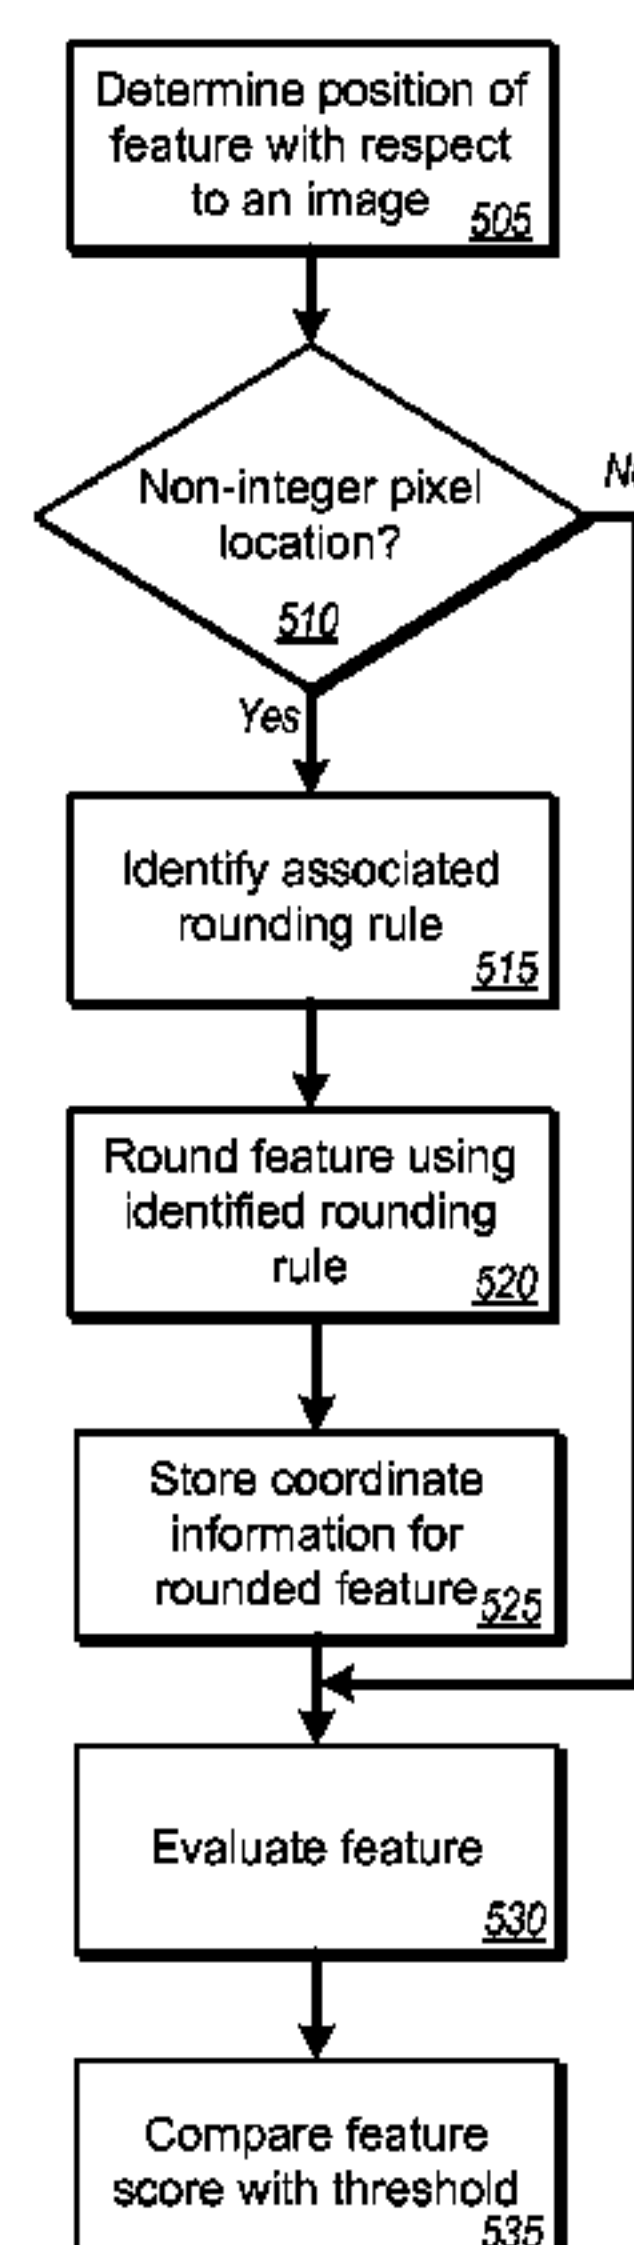 Determine position of
feature with respect
to an image
505
Non-integer pixel
location?
510
Yes
Identify associated
rounding rule
515
Round feature using
identified rounding
rule
520
Store coordinate
information for
rounded feature
525
Evaluate feature
530
Compare feature
score with threshold
535